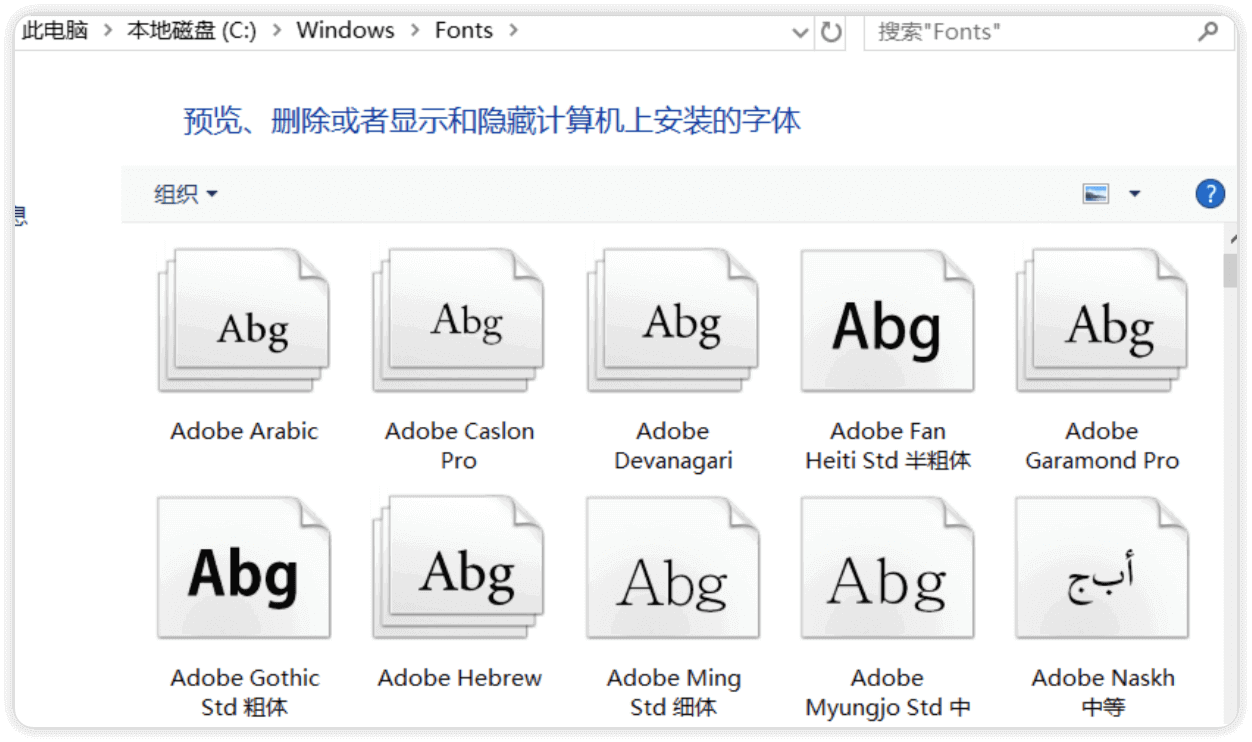 此电脑 > 本地磁盘 (C:) > Windows > Fonts >
搜索"Fonts"
预览、删除或者显示和隐藏计算机上安装的字体
组织
?
息
Abg
Abg
Abg
Abg
Abg
Adobe Arabic
Adobe Caslon
Pro
Adobe
Devanagari
Adobe Fan
Heiti Std 半粗体
Adobe
Garamond Pro
Abg
Abg
Abg
Abg
أب‌ج
Adobe Gothic
Std 粗体
Adobe Hebrew
Adobe Ming
Std 细体
Adobe
Myungjo Std 中
Adobe Naskh
中等